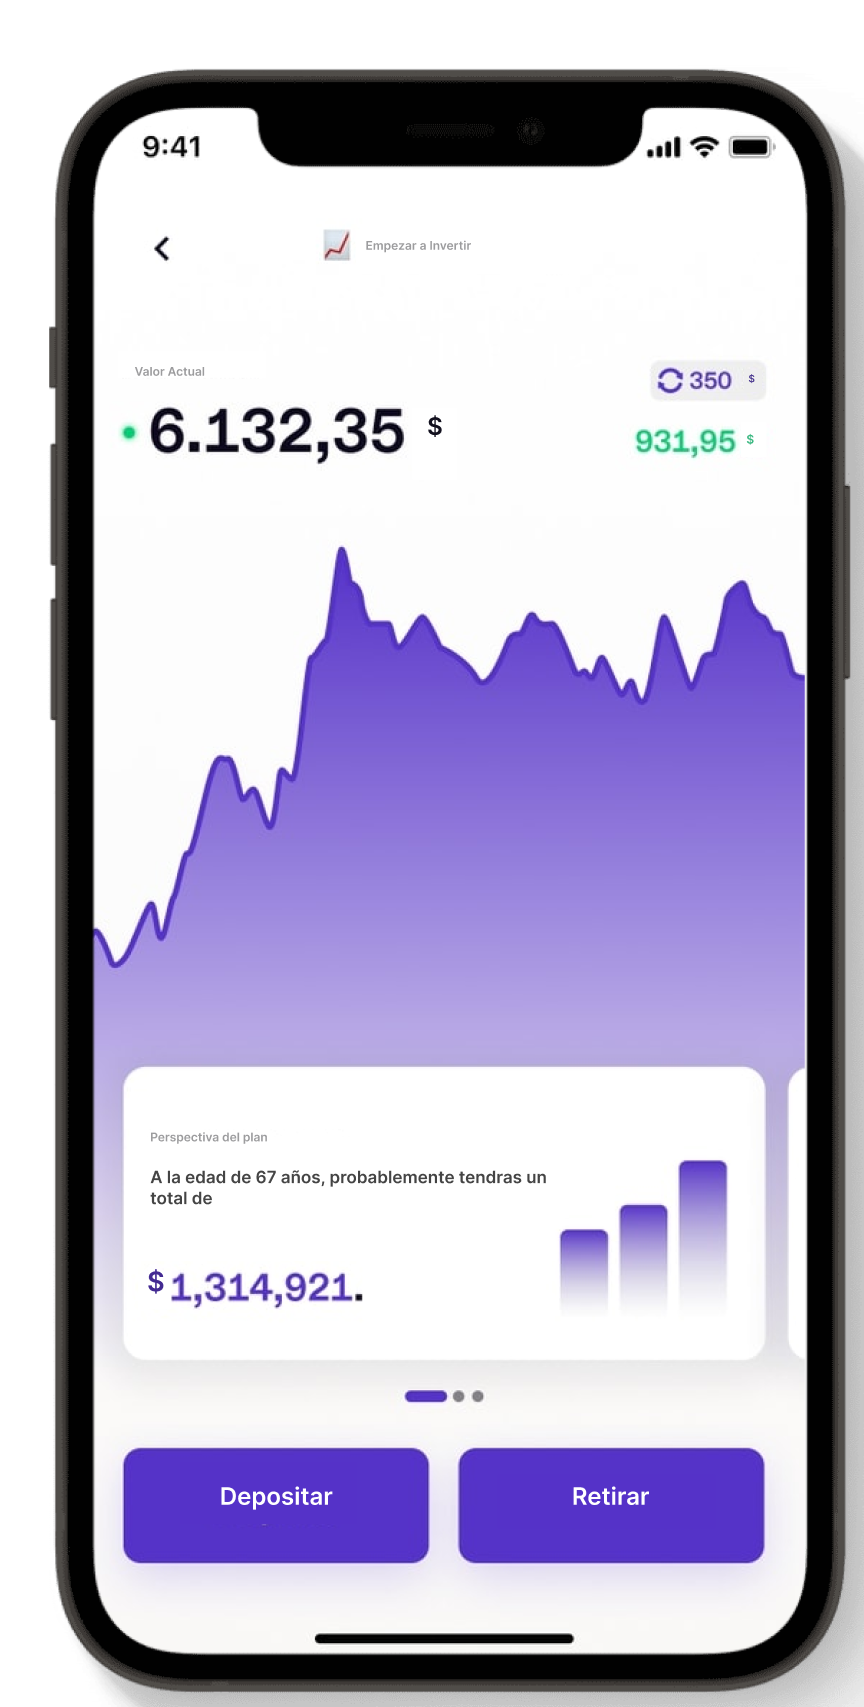 9:41
Empezar a Invertir
Valor Actual
350 $
6.132,35 $
931,95 $
Perspectiva del plan
A la edad de 67 años, probablemente tendras un
total de
$ 1,314,921.
Depositar
Retirar